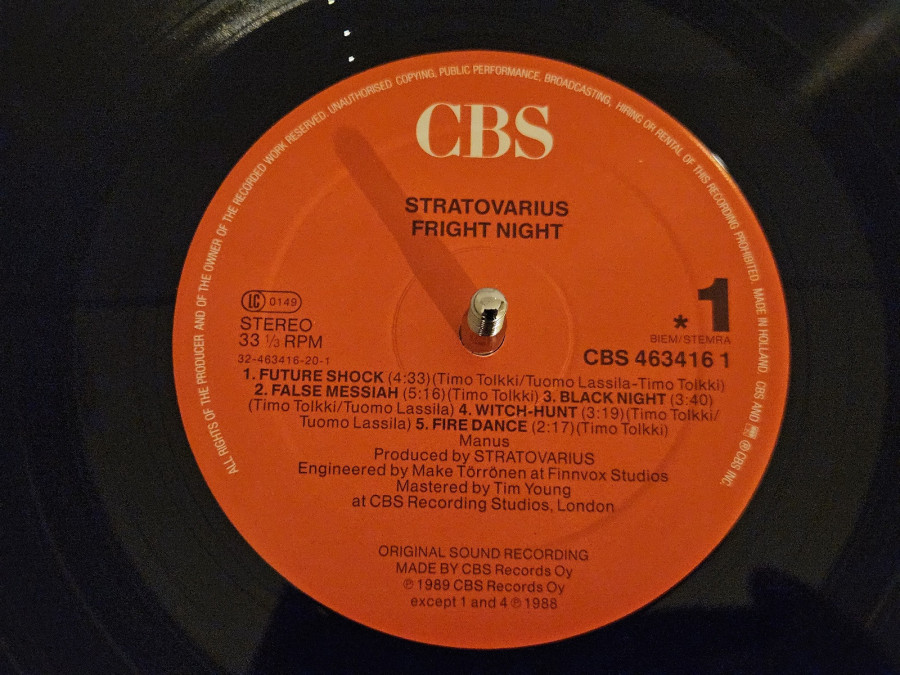 ALL RIGHTS OF THE PRODUCER AND OF THE OWNER OF THE RECORDED WORK RESERVED. UNAUTHORISED COPYING, PUBLIC PERFORMANCE, BROADCASTING, HIRING OR RENTAL OF THIS RECORDING PROHIBITED. MADE IN HOLLAND. CBS AND ℗ CBS INC.
CBS
STRATOVARIUS
FRIGHT NIGHT
LC 0149
STEREO
33 1/3 RPM
32-463416-20-1
1
*
BIEM/STEMRA
CBS 463416 1
1. FUTURE SHOCK (4:33)(Timo Tolkki/Tuomo Lassila-Timo Tolkki)
2. FALSE MESSIAH (5:16)(Timo Tolkki) 3. BLACK NIGHT (3:40)
(Timo Tolkki/Tuomo Lassila) 4. WITCH-HUNT (3:19)(Timo Tolkki/
Tuomo Lassila) 5. FIRE DANCE (2:17)(Timo Tolkki)
Manus
Produced by STRATOVARIUS
Engineered by Make Törrönen at Finnvox Studios
Mastered by Tim Young
at CBS Recording Studios, London
ORIGINAL SOUND RECORDING
MADE BY CBS Records Oy
℗ 1989 CBS Records Oy
except 1 and 4 ℗ 1988